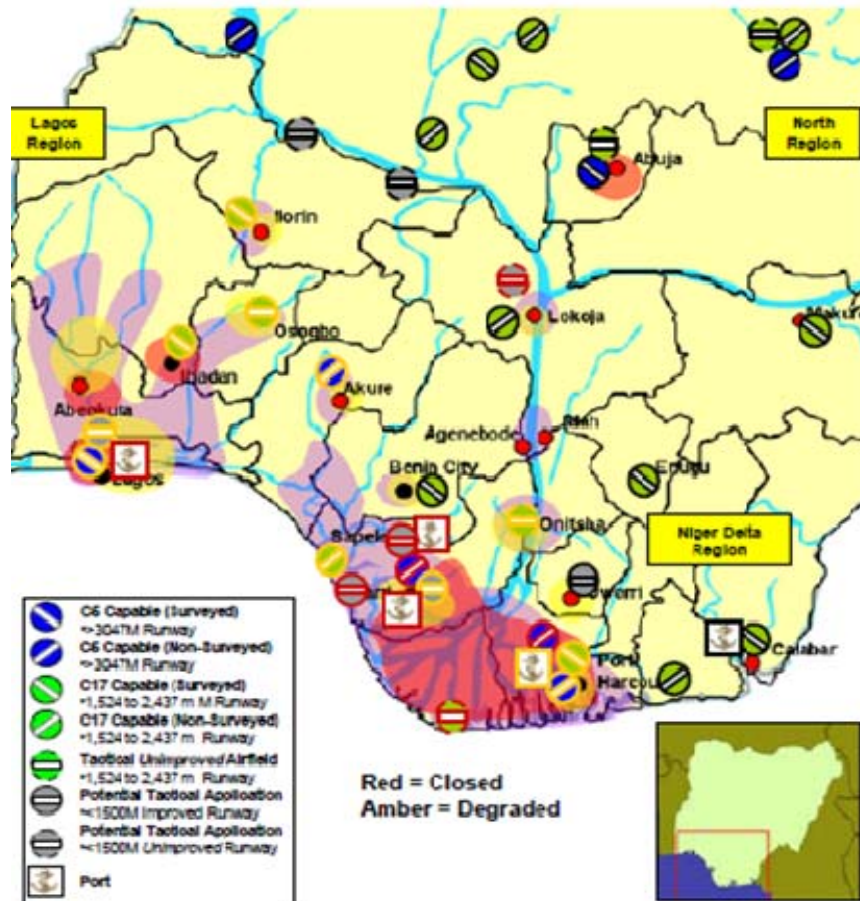 Lagos
Region
North
Region
Abuja
Ilorin
Osogbo
Lokoja
Makurd
Ibadan
Abeokuta
Akure
Agenebode
Idah
Lagos
Benin City
Enugu
Onitsha
Sapele
Niger Delta
Region
Owerri
Calabar
Port
Harcou
C5 Capable (Surveyed)
=>3047M Runway
C5 Capable (Non-Surveyed)
=>3047M Runway
C17 Capable (Surveyed)
*1,524 to 2,437 m M Runway
C17 Capable (Non-Surveyed)
*1,524 to 2,437 m Runway
Tactical Unimproved Airfield
*1,524 to 2,437 m Runway
Potential Tactical Application
=<1500M Improved Runway
Potential Tactical Application
=<1500M Unimproved Runway
Port
Red = Closed
Amber = Degraded